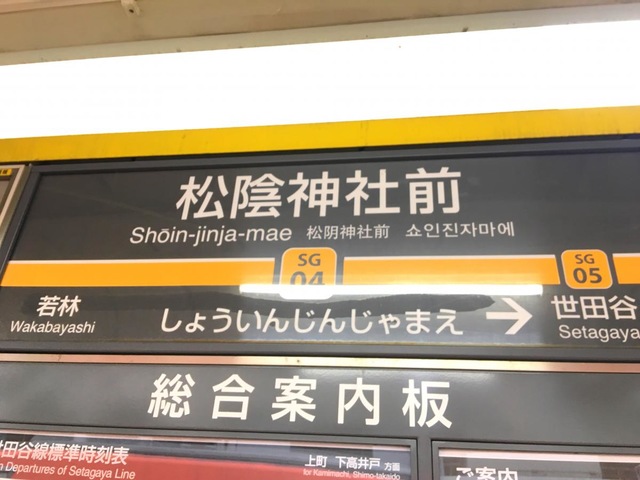 松陰神社前
Shōin-jinja-mae 松阴神社前 쇼인진자마에
SG
04
SG
05
若林
Wakabayashi
しょういんじんじゃまえ
世田谷
Setagaya
総合案内板
世田谷線標準時刻表
Departures of Setagaya Line
上町 下高井戸 方面
for Kamimachi, Shimo-takaido
ご案内